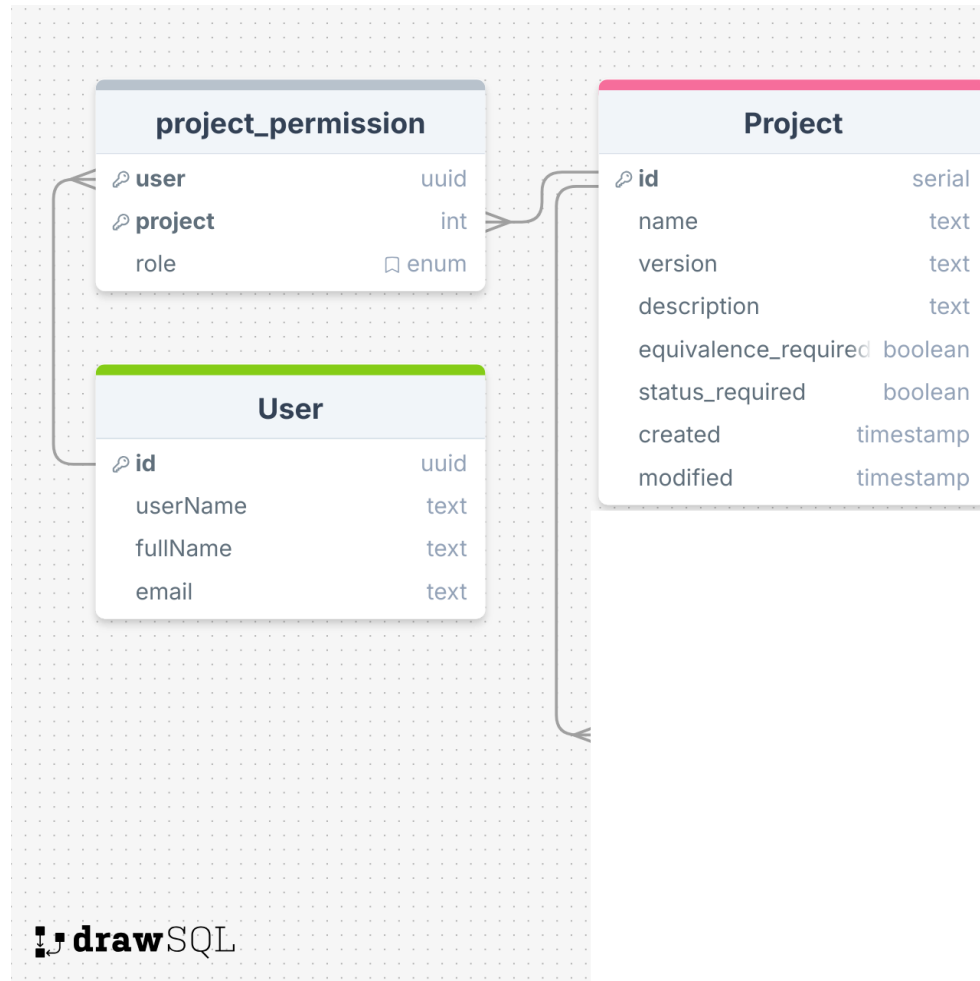 project_permission
user uuid
project int
role enum
User
id uuid
userName text
fullName text
email text
Project
id serial
name text
version text
description text
equivalence_required boolean
status_required boolean
created timestamp
modified timestamp
drawSQL